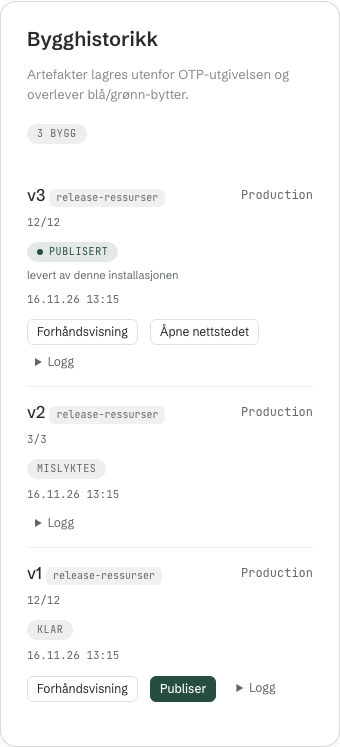 Bygghistorikk
Artefakter lagres utenfor OTP-utgivelsen og
overlever blå/grønn-bytter.
3 BYGG
v3 release-ressurser Production
12/12
PUBLISERT
levert av denne installasjonen
16.11.26 13:15
Forhåndsvisning Åpne nettstedet
Logg
v2 release-ressurser Production
3/3
MISLYKTES
16.11.26 13:15
Logg
v1 release-ressurser Production
12/12
KLAR
16.11.26 13:15
Forhåndsvisning Publiser Logg